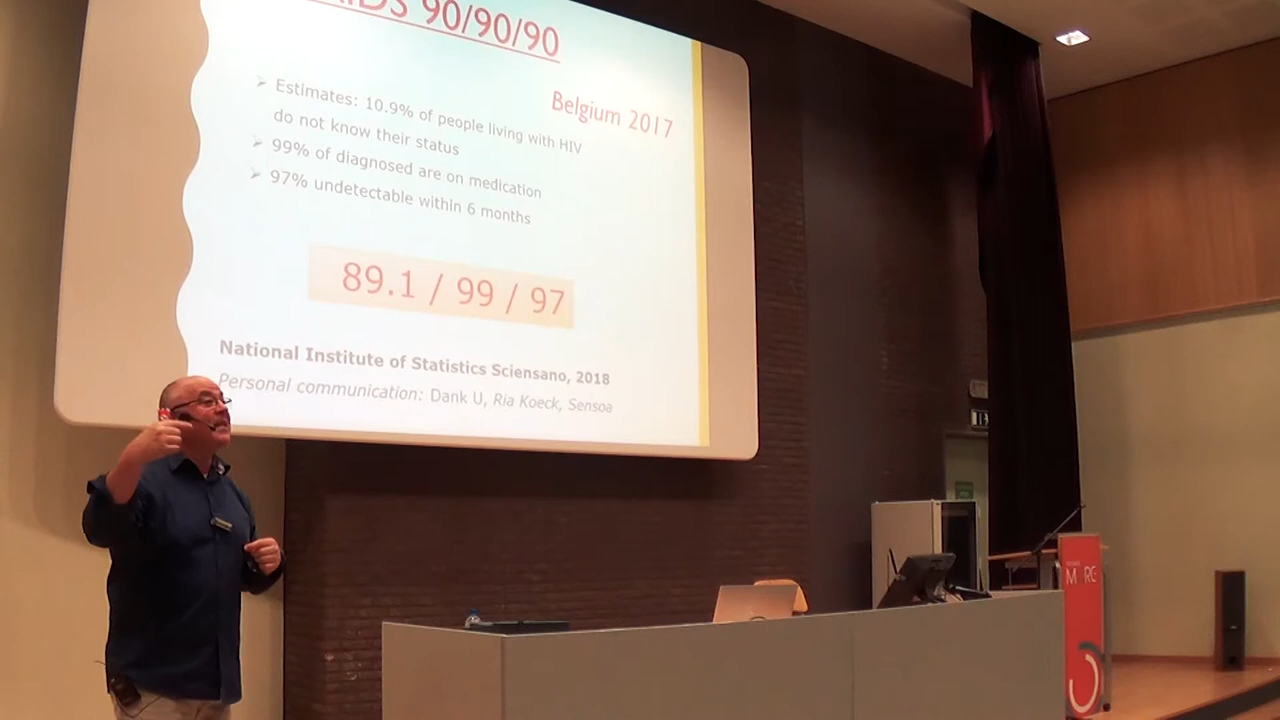 AIDS 90/90/90
Belgium 2017
Estimates: 10.9% of people living with HIV
do not know their status
99% of diagnosed are on medication
97% undetectable within 6 months
89.1 / 99 / 97
National Institute of Statistics Sciensano, 2018
Personal communication: Dank U, Ria Koeck, Sensoa